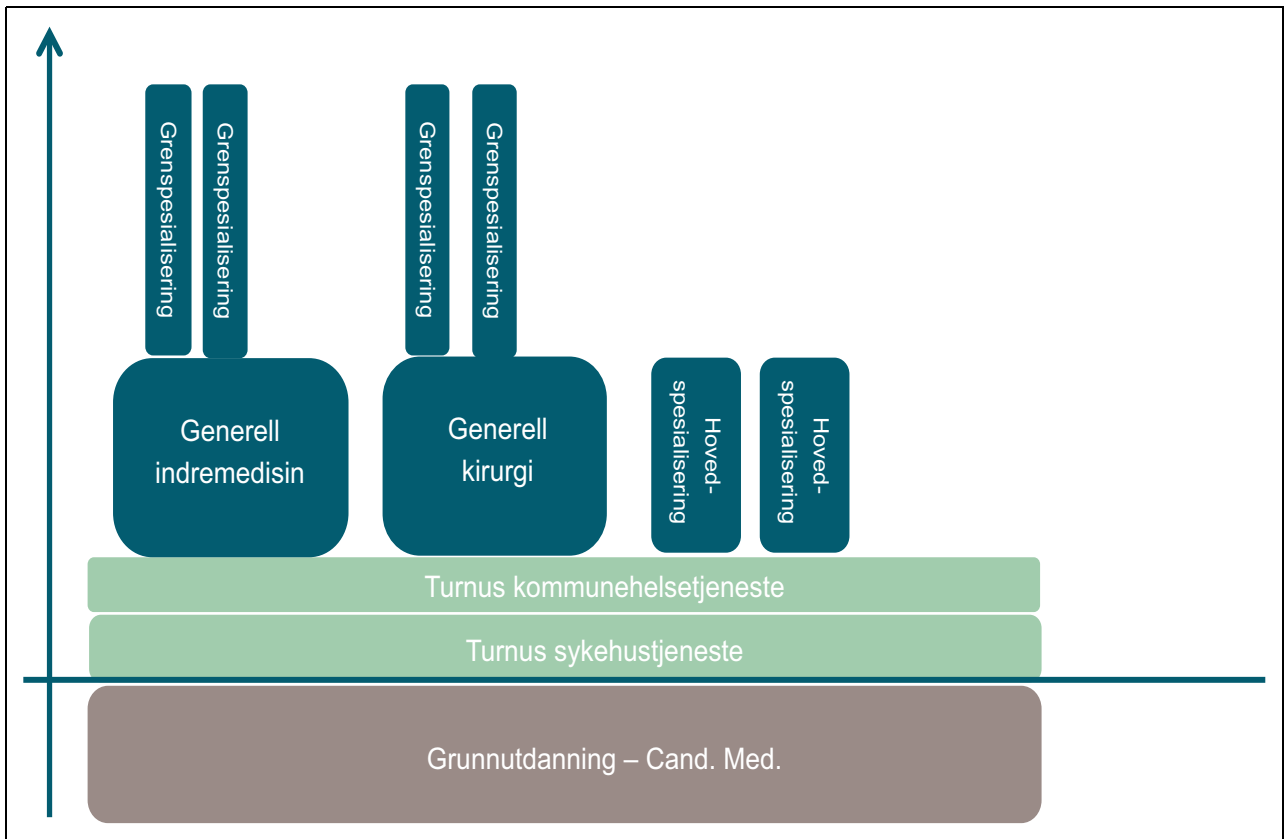 Grenspesialisering
Grenspesialisering
Grenspesialisering
Grenspesialisering
Generell
indremedisin
Generell
kirurgi
Hoved-
spesialisering
Hoved-
spesialisering
Turnus kommunehelsetjeneste
Turnus sykehustjeneste
Grunnutdanning – Cand. Med.